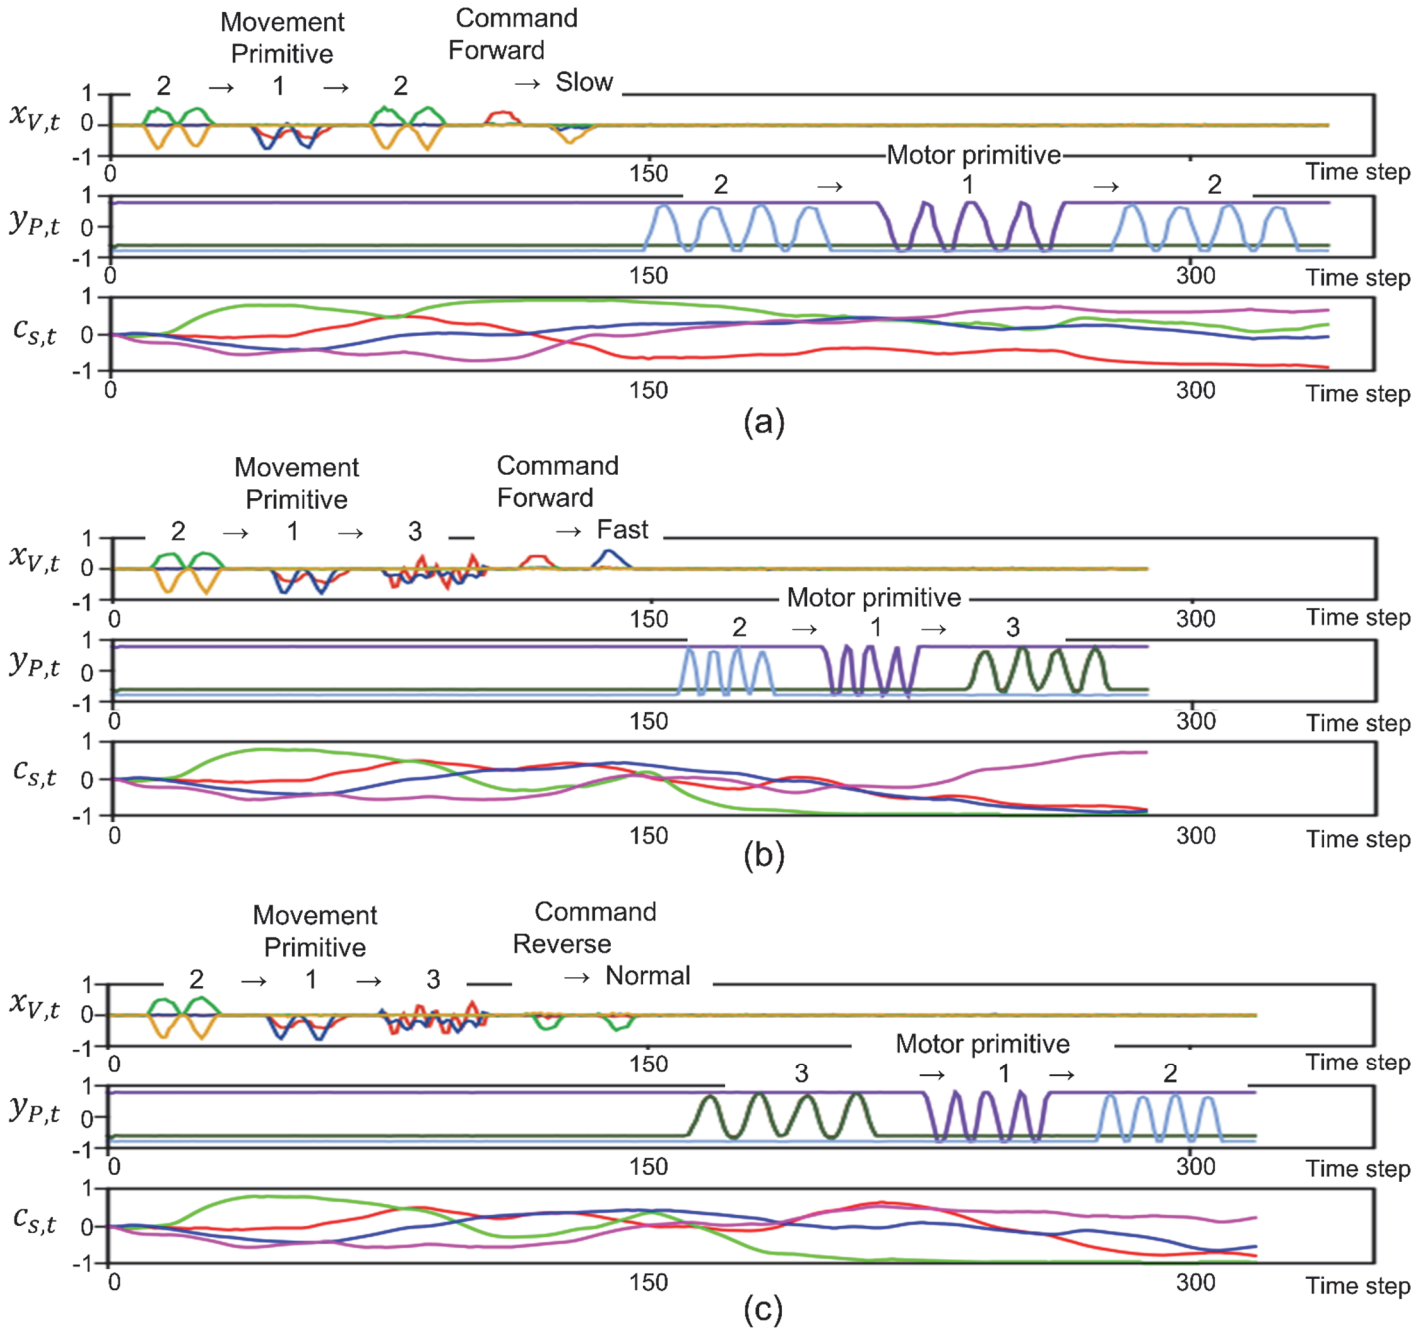 Movement Command
Primitive Forward
2 → 1 → 2 → Slow
1
x_{V,t} 0
-1
0 150 Time step
Motor primitive
2 → 1 → 2
1
y_{P,t} 0
-1
0 150 300 Time step
1
c_{s,t} 0
-1
0 150 300 Time step
(a)
Movement Command
Primitive Forward
2 → 1 → 3 → Fast
1
x_{V,t} 0
-1
0 150 300 Time step
Motor primitive
2 → 1 → 3
1
y_{P,t} 0
-1
0 150 300 Time step
1
c_{s,t} 0
-1
0 150 300 Time step
(b)
Movement Command
Primitive Reverse
2 → 1 → 3 → Normal
1
x_{V,t} 0
-1
0 150 300 Time step
Motor primitive
3 → 1 → 2
1
y_{P,t} 0
-1
0 150 300 Time step
1
c_{s,t} 0
-1
0 150 300 Time step
(c)